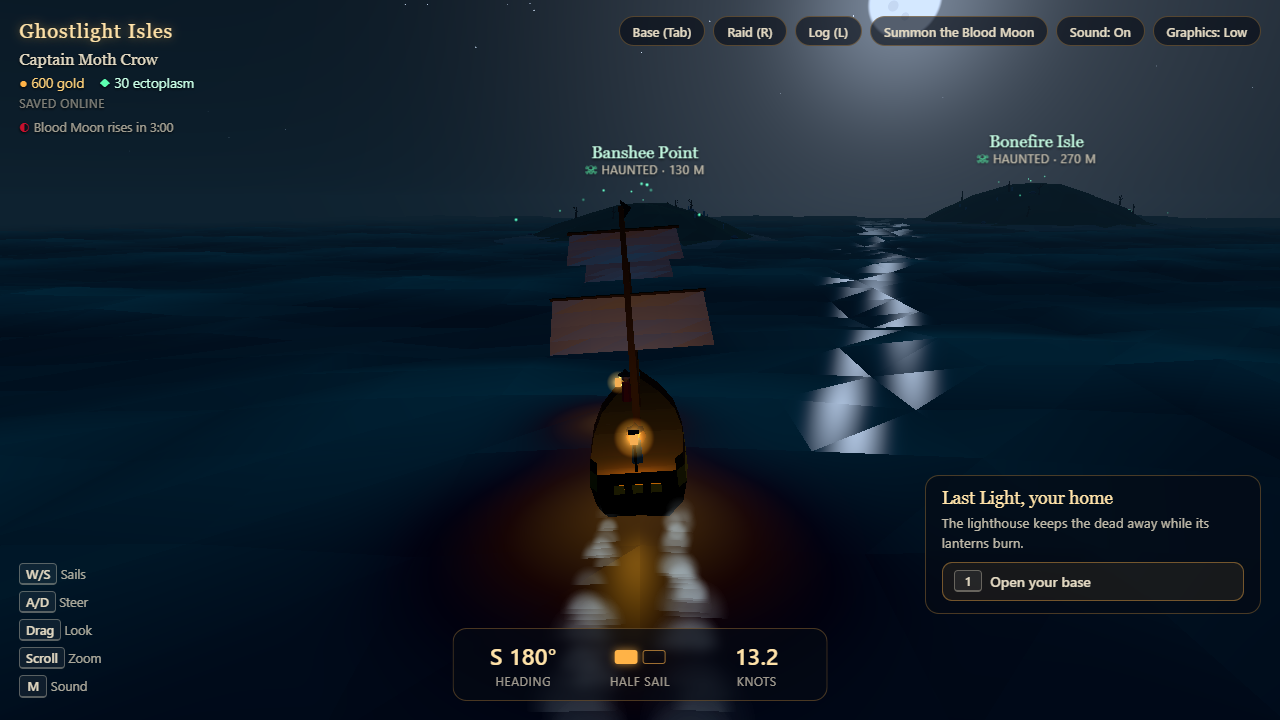 Ghostlight Isles
Captain Moth Crow
600 gold 30 ectoplasm
SAVED ONLINE
Blood Moon rises in 3:00
Base (Tab)
Raid (R)
Log (L)
Summon the Blood Moon
Sound: On
Graphics: Low
Banshee Point
HAUNTED · 130 M
Bonefire Isle
HAUNTED · 270 M
Last Light, your home
The lighthouse keeps the dead away while its
lanterns burn.
1 Open your base
W/S Sails
A/D Steer
Drag Look
Scroll Zoom
M Sound
S 180°
HEADING
HALF SAIL
13.2
KNOTS